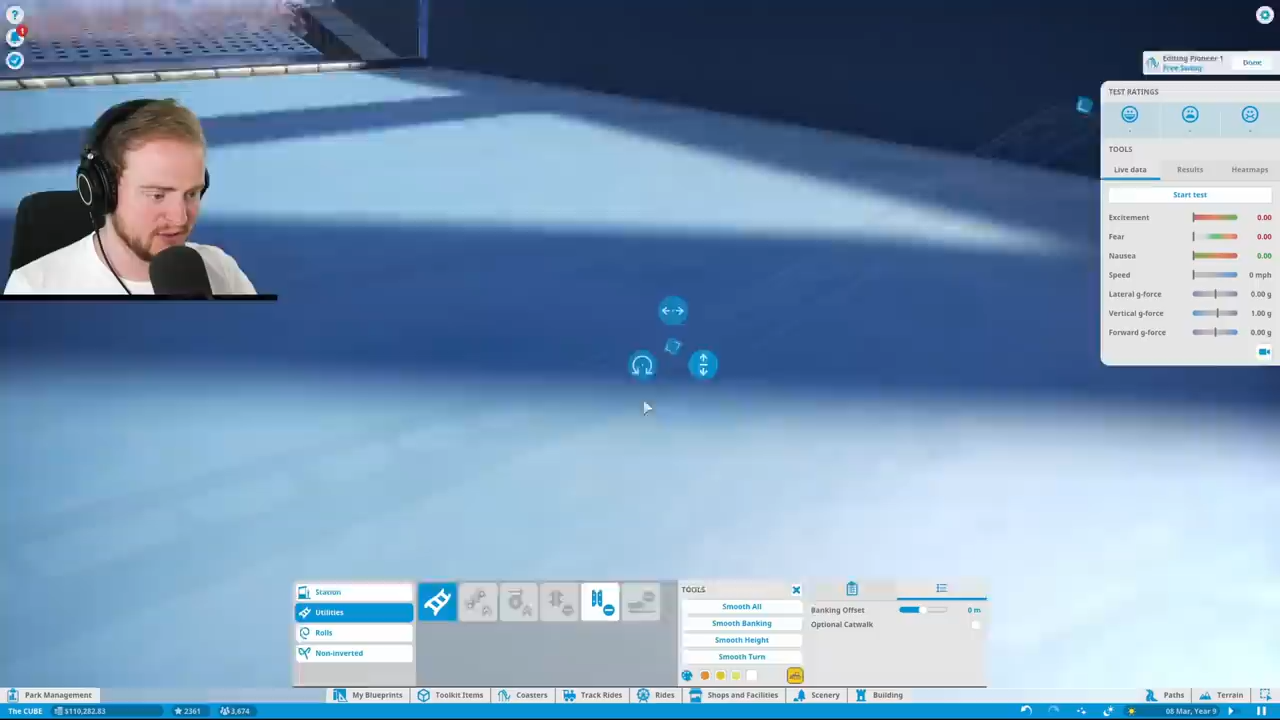 ?
1
Editing Pioneer 1
Free Swing
Done
TEST RATINGS
- - -
TOOLS
Live data Results Heatmaps
Start test
Excitement 0.00
Fear 0.00
Nausea 0.00
Speed 0 mph
Lateral g-force 0.00 g
Vertical g-force 1.00 g
Forward g-force 0.00 g
Station
Utilities
Rolls
Non-inverted
TOOLS
Smooth All
Smooth Banking
Smooth Height
Smooth Turn
Banking Offset 0 m
Optional Catwalk
Park Management My Blueprints Toolkit Items Coasters Track Rides Rides Shops and Facilities Scenery Building Paths Terrain
The CUBE $110,282.83 2361 3,674 08 Mar, Year 9